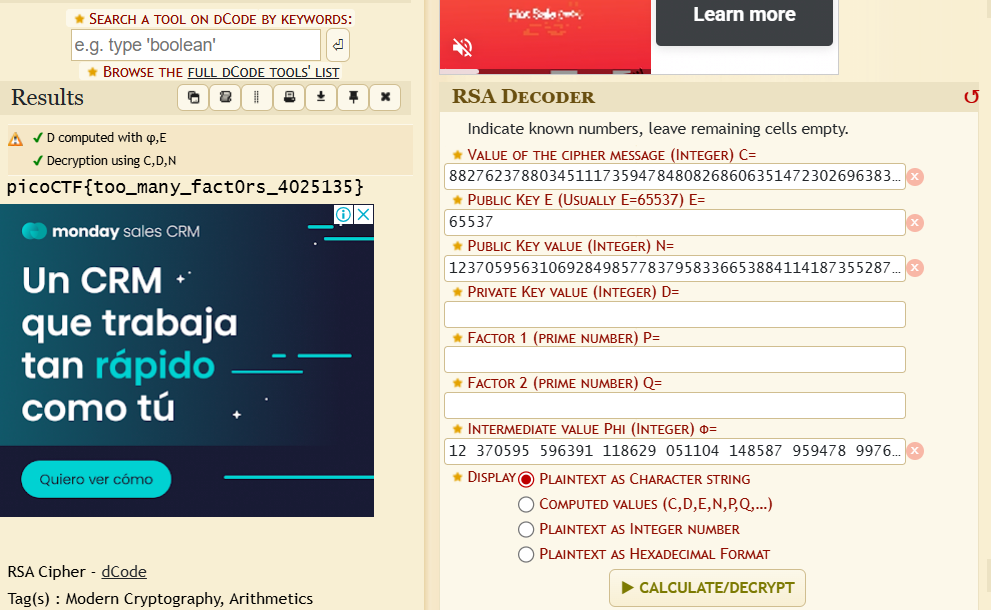 SEARCH A TOOL ON DCODE BY KEYWORDS:
e.g. type 'boolean'
BROWSE THE FULL DCODE TOOLS' LIST
Results
D computed with φ,E
Decryption using C,D,N
picoCTF{too_many_fact0rs_4025135}
monday sales CRM
Un CRM
que trabaja
tan rápido
como tú
Quiero ver cómo
RSA Cipher - dCode
Tag(s) : Modern Cryptography, Arithmetics
Learn more
RSA DECODER
Indicate known numbers, leave remaining cells empty.
VALUE OF THE CIPHER MESSAGE (INTEGER) C=
88276237880345111735947848082686063514723026963 83…
PUBLIC KEY E (USUALLY E=65537) E=
65537
PUBLIC KEY VALUE (INTEGER) N=
12370595631069284985778379583366538841141873552 87…
PRIVATE KEY VALUE (INTEGER) D=
FACTOR 1 (PRIME NUMBER) P=
FACTOR 2 (PRIME NUMBER) Q=
INTERMEDIATE VALUE PHI (INTEGER) Φ=
12 370595 596391 118629 051104 148587 959478 9976…
DISPLAY PLAINTEXT AS CHARACTER STRING
COMPUTED VALUES (C,D,E,N,P,Q,…)
PLAINTEXT AS INTEGER NUMBER
PLAINTEXT AS HEXADECIMAL FORMAT
CALCULATE/DECRYPT